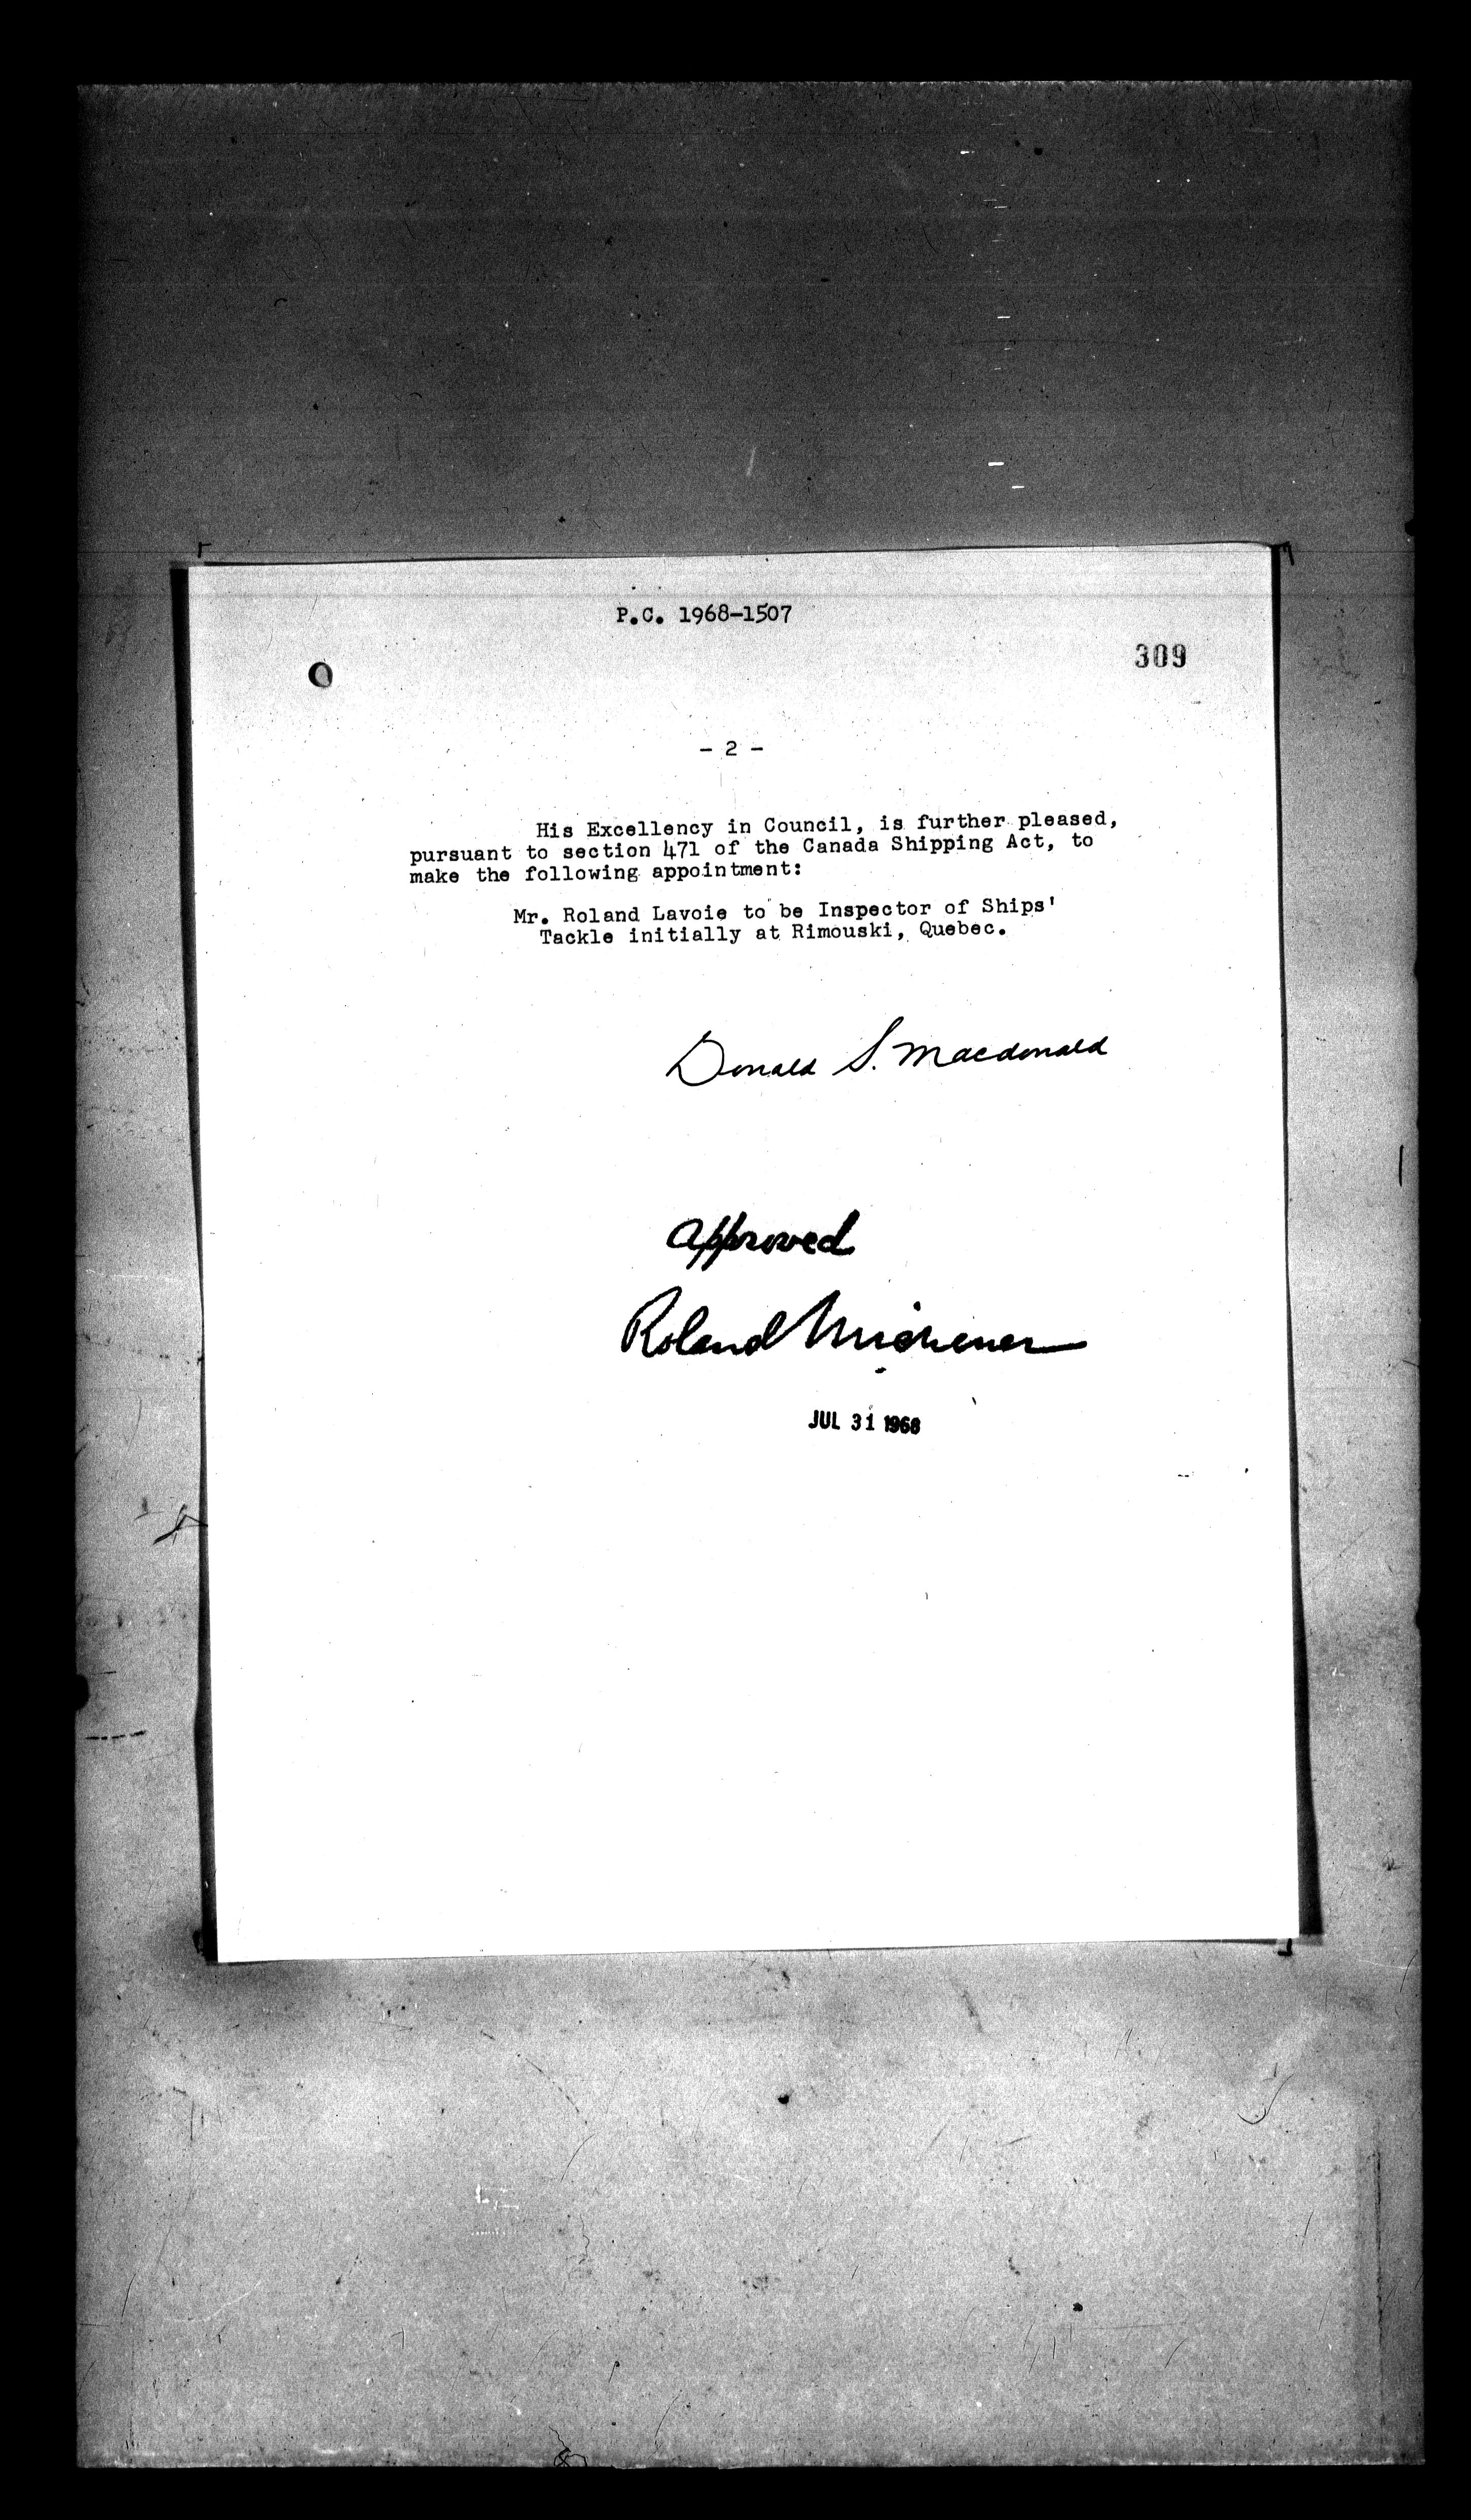 P.C. 1968-1507
309
- 2 -
His Excellency in Council, is further pleased,
pursuant to section 471 of the Canada Shipping Act, to
make the following appointment:
Mr. Roland Lavoie to be Inspector of Ships'
Tackle initially at Rimouski, Quebec.
Donald S. Macdonald
Approved
Roland Michener
JUL 31 1968